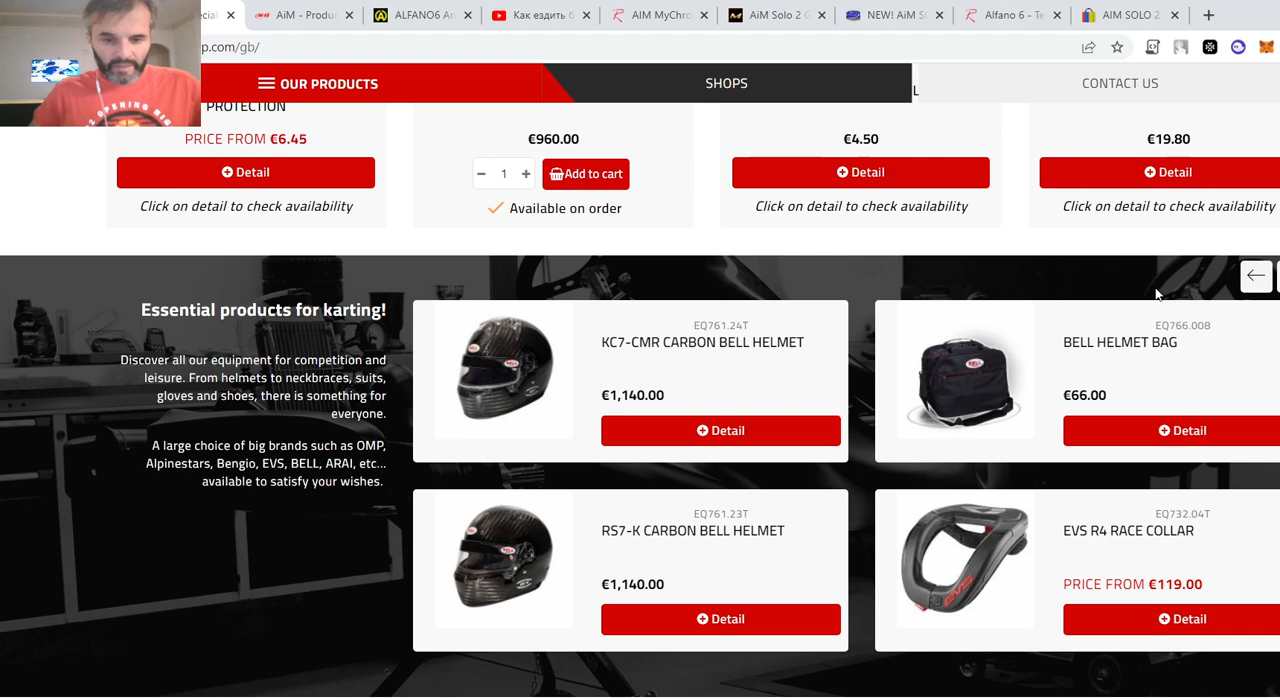 ecial
AiM - Produc
ALFANO6 An
Как ездить б
AIM MyChro
AiM Solo 2 G
NEW! AiM S
Alfano 6 - Te
AIM SOLO 2
p.com/gb/
OUR PRODUCTS
SHOPS
CONTACT US
PROTECTION
PRICE FROM €6.45
€960.00
€4.50
€19.80
Detail
− 1 +
Add to cart
Detail
Detail
Click on detail to check availability
Available on order
Click on detail to check availability
Click on detail to check availability
Essential products for karting!
Discover all our equipment for competition and
leisure. From helmets to neckbraces, suits,
gloves and shoes, there is something for
everyone.
A large choice of big brands such as OMP,
Alpinestars, Bengio, EVS, BELL, ARAI, etc...
available to satisfy your wishes.
EQ761.24T
KC7-CMR CARBON BELL HELMET
€1,140.00
Detail
EQ766.008
BELL HELMET BAG
€66.00
Detail
EQ761.23T
RS7-K CARBON BELL HELMET
€1,140.00
Detail
EQ732.04T
EVS R4 RACE COLLAR
PRICE FROM €119.00
Detail
BELL
BELL
BELL
EVS